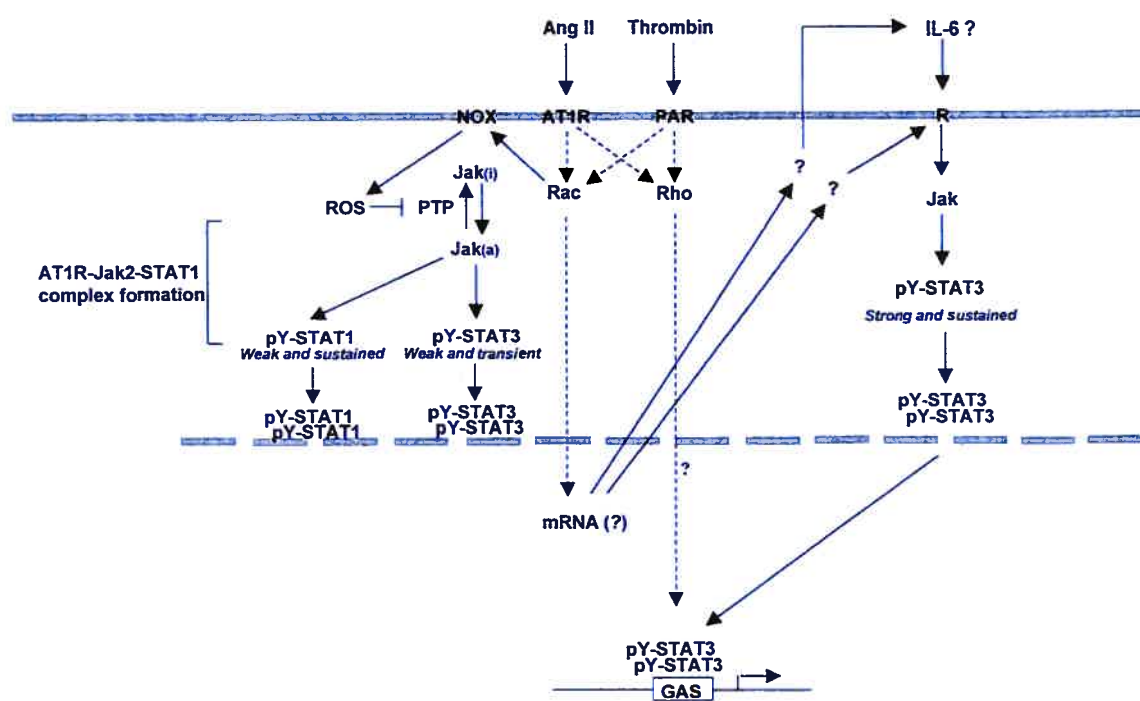 Ang II
Thrombin
IL-6 ?
NOX
AT1R
PAR
R
Jak(i)
?
?
ROS
PTP
Rac
Rho
Jak
Jak(a)
AT1R-Jak2-STAT1
complex formation
pY-STAT3
Strong and sustained
pY-STAT1
Weak and sustained
pY-STAT3
Weak and transient
pY-STAT1
pY-STAT1
pY-STAT3
pY-STAT3
pY-STAT3
pY-STAT3
?
mRNA (?)
pY-STAT3
pY-STAT3
GAS